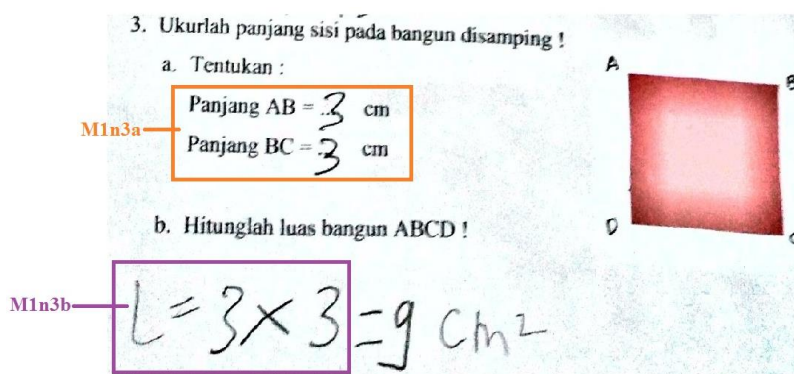 3. Ukurlah panjang sisi pada bangun disamping !
a. Tentukan :
Panjang AB = 3 cm
M1n3a
Panjang BC = 3 cm
A
B
b. Hitunglah luas bangun ABCD !
D
M1n3b
L = 3 × 3 = 9 cm²